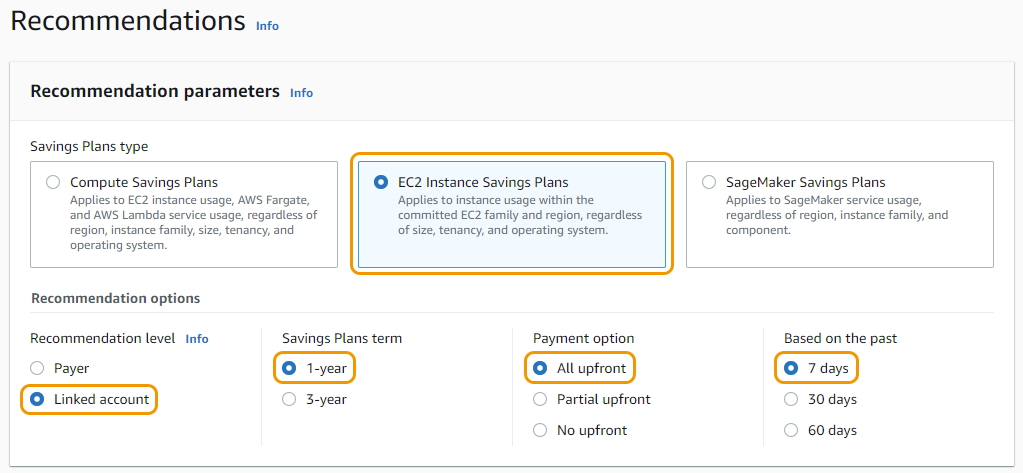 Recommendations Info
Recommendation parameters Info
Savings Plans type
Compute Savings Plans
Applies to EC2 instance usage, AWS Fargate,
and AWS Lambda service usage, regardless of
region, instance family, size, tenancy, and
operating system.
EC2 Instance Savings Plans
Applies to instance usage within the
committed EC2 family and region, regardless
of size, tenancy, and operating system.
SageMaker Savings Plans
Applies to SageMaker service usage,
regardless of region, instance family, and
component.
Recommendation options
Recommendation level Info
Payer
Linked account
Savings Plans term
1-year
3-year
Payment option
All upfront
Partial upfront
No upfront
Based on the past
7 days
30 days
60 days